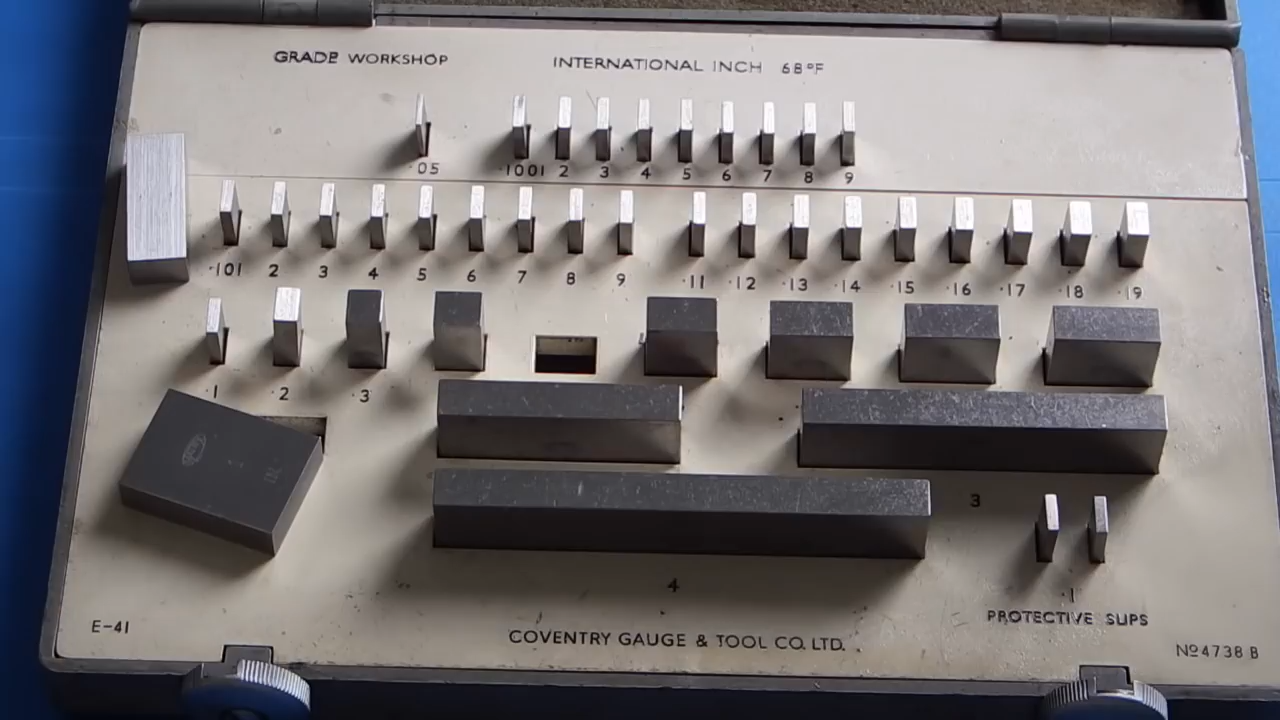 GRADE WORKSHOP INTERNATIONAL INCH 68°F
·05 ·1001 2 3 4 5 6 7 8 9
·101 2 3 4 5 6 7 8 9 ·11 ·12 ·13 ·14 ·15 ·16 ·17 ·18 ·19
·1 ·2 ·3
3
4
·1
PROTECTIVE SLIPS
E-41
COVENTRY GAUGE & TOOL CO. LTD.
Nº 4738 B